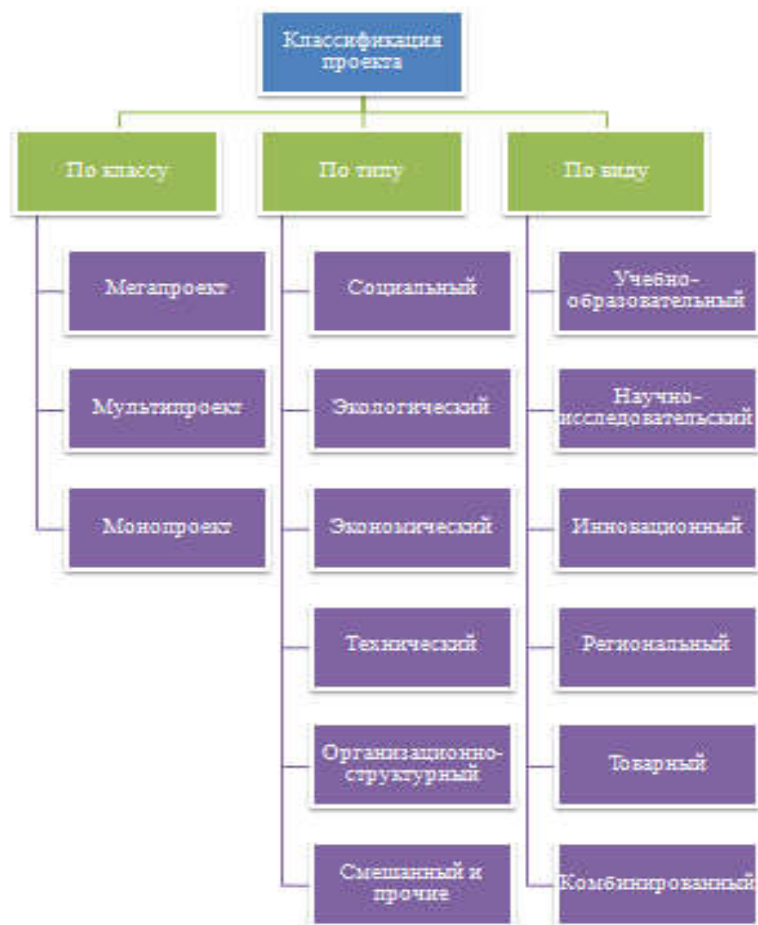 Классификация
проекта
По классу
Мегапроект
Мультипроект
Монопроект
По типу
Социальный
Экологический
Экономический
Технический
Организационно-
структурный
Смешанный и
прочие
По виду
Учебно-
образовательный
Научно-
исследовательский
Инновационный
Региональный
Товарный
Комбинированный